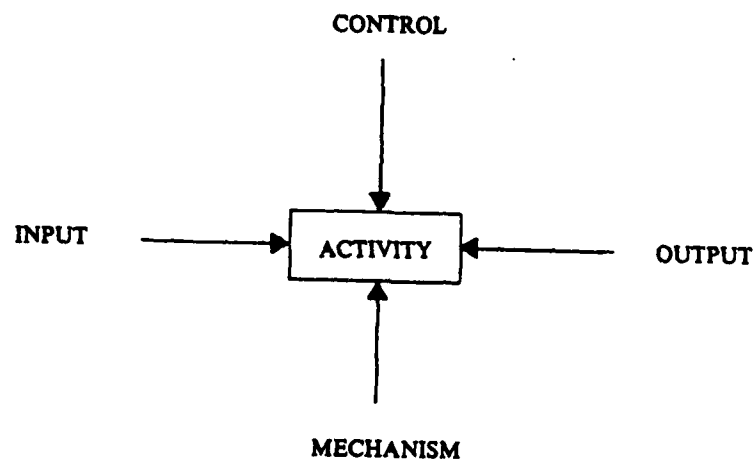 CONTROL
INPUT
ACTIVITY
OUTPUT
MECHANISM